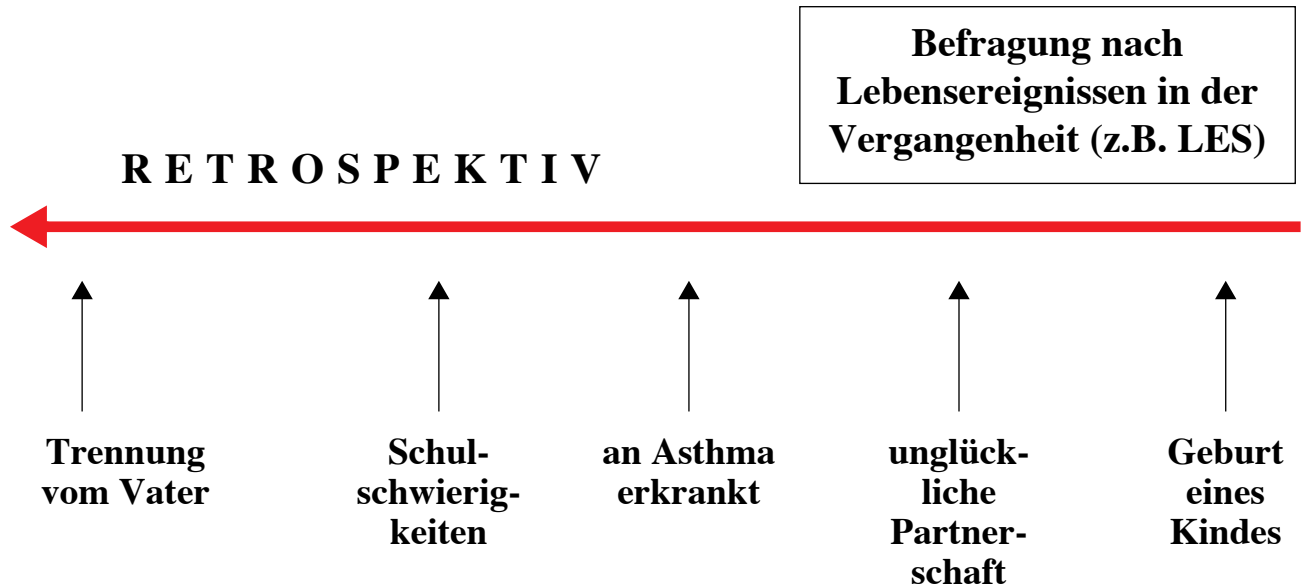 Befragung nach
Lebensereignissen in der
Vergangenheit (z.B. LES)
R E T R O S P E K T I V
Trennung
vom Vater
Schul-
schwierig-
keiten
an Asthma
erkrankt
unglück-
liche
Partner-
schaft
Geburt
eines
Kindes